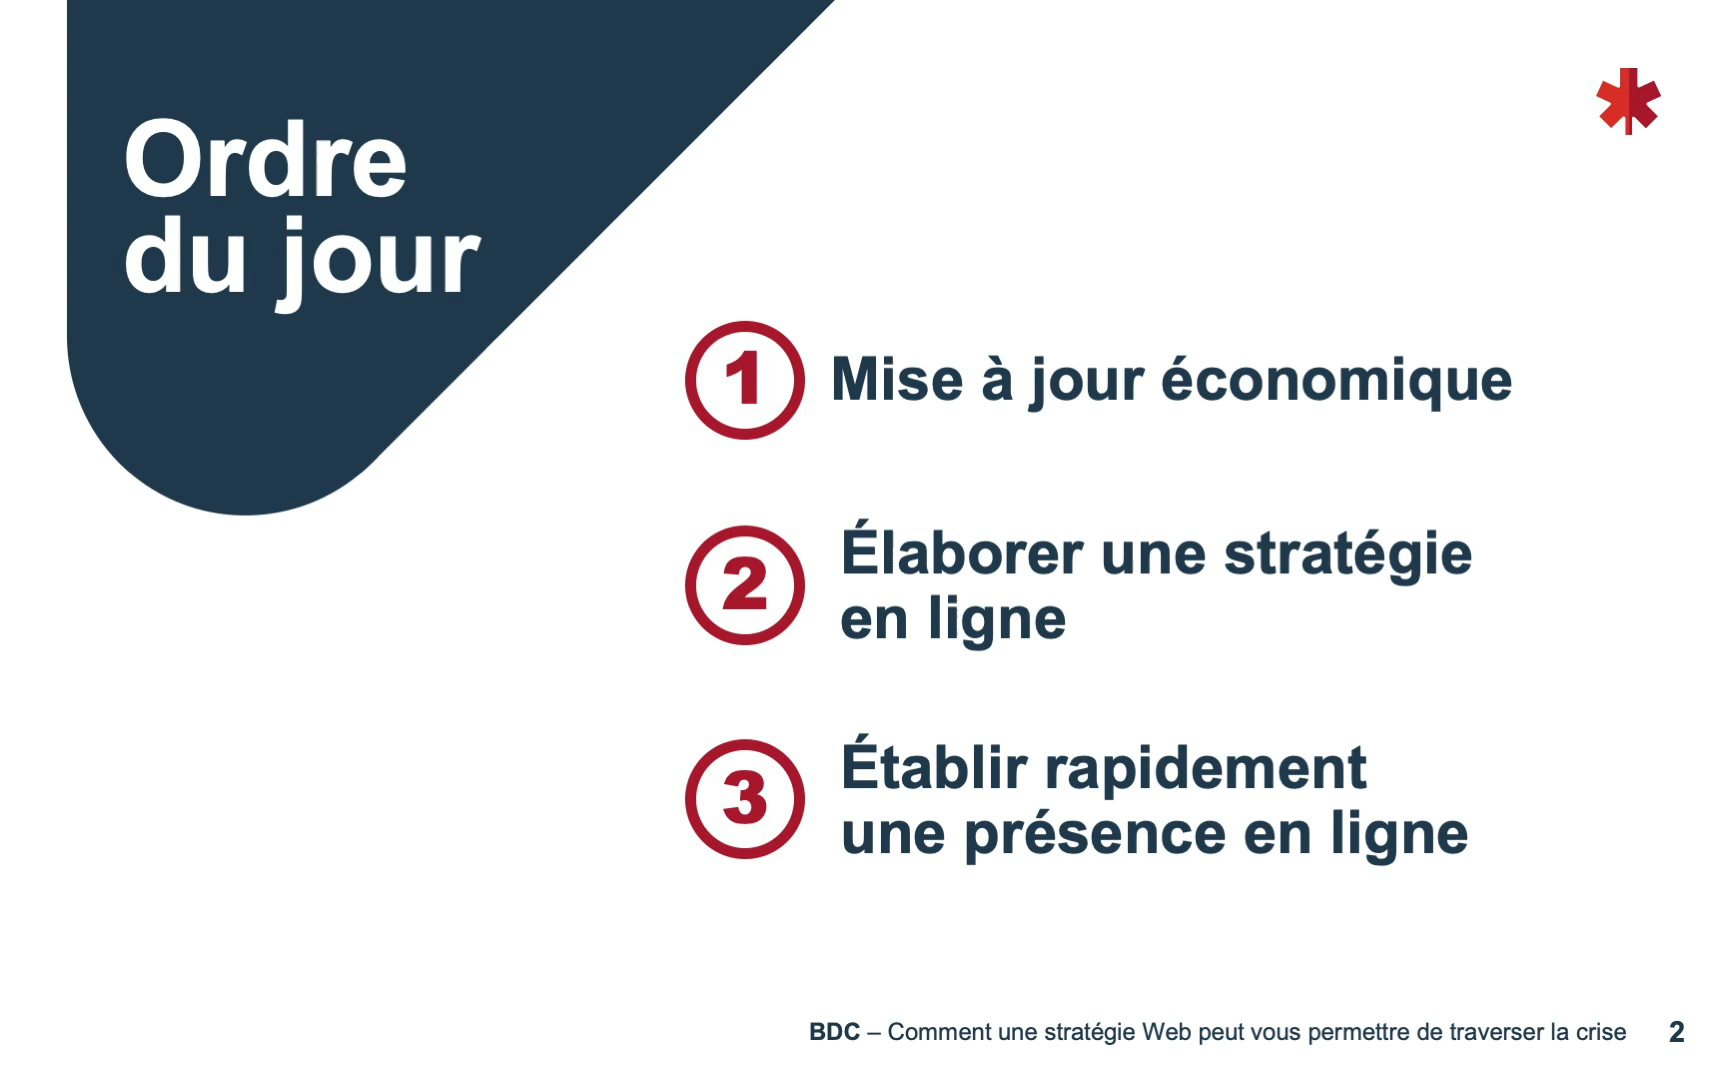 Ordre
du jour
1 Mise à jour économique
2 Élaborer une stratégie
en ligne
3 Établir rapidement
une présence en ligne
BDC – Comment une stratégie Web peut vous permettre de traverser la crise 2